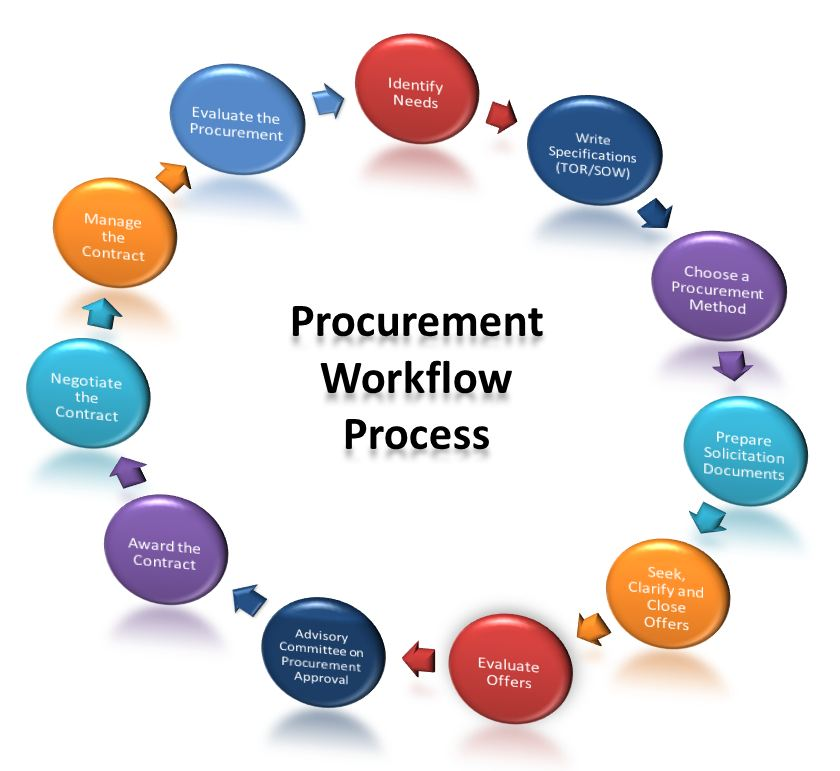 Procurement
Workflow
Process
Identify
Needs
Write
Specifications
(TOR/SOW)
Choose a
Procurement
Method
Prepare
Solicitation
Documents
Seek,
Clarify and
Close
Offers
Evaluate
Offers
Advisory
Committee on
Procurement
Approval
Award the
Contract
Negotiate
the
Contract
Manage
the
Contract
Evaluate the
Procurement